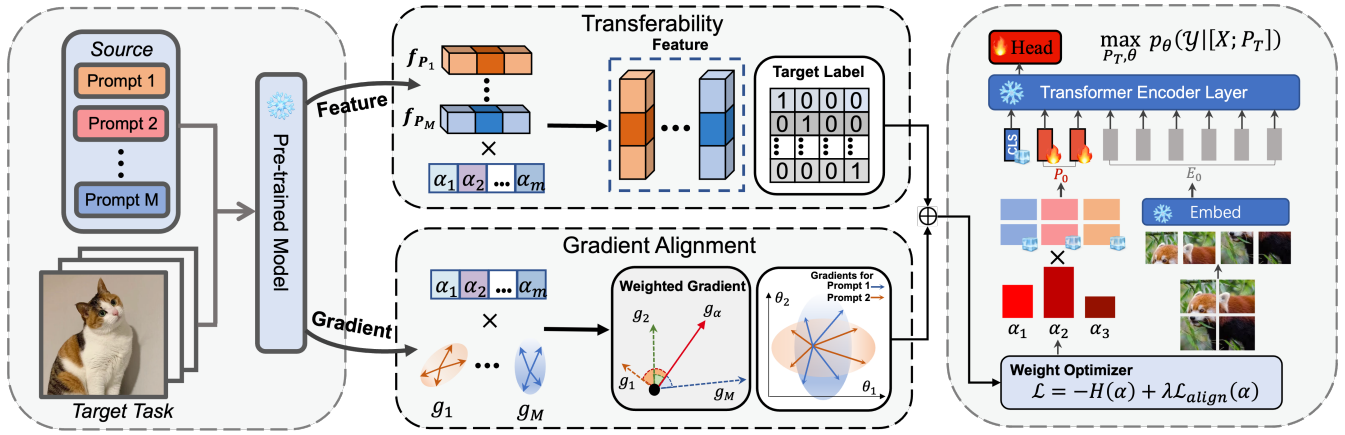 Source
Prompt 1
Prompt 2
Prompt M
Target Task
Pre-trained Model
Feature
Gradient
Transferability
f_{P_1}
f_{P_M}
×
α_1 α_2 ... α_m
Feature
Target Label
1 0 0 0
0 1 0 0
0 0 0 1
Gradient Alignment
α_1 α_2 ... α_m
×
g_1 ... g_M
Weighted Gradient
g_2
g_α
g_1
g_M
Gradients for
Prompt 1
Prompt 2
θ_2
θ_1
⊕
Head
max_{P_T,θ} p_θ(𝒴|[X; P_T])
Transformer Encoder Layer
CLS
P_0
E_0
Embed
×
α_1 α_2 α_3
Weight Optimizer
ℒ = −H(α) + λℒ_{align}(α)